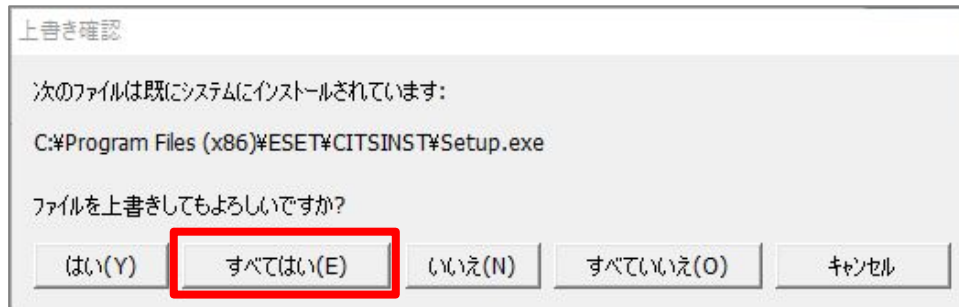 上書き確認
次のファイルは既にシステムにインストールされています:
C:¥Program Files (x86)¥ESET¥CITSINST¥Setup.exe
ファイルを上書きしてもよろしいですか?
はい(Y) すべてはい(E) いいえ(N) すべていいえ(O) キャンセル